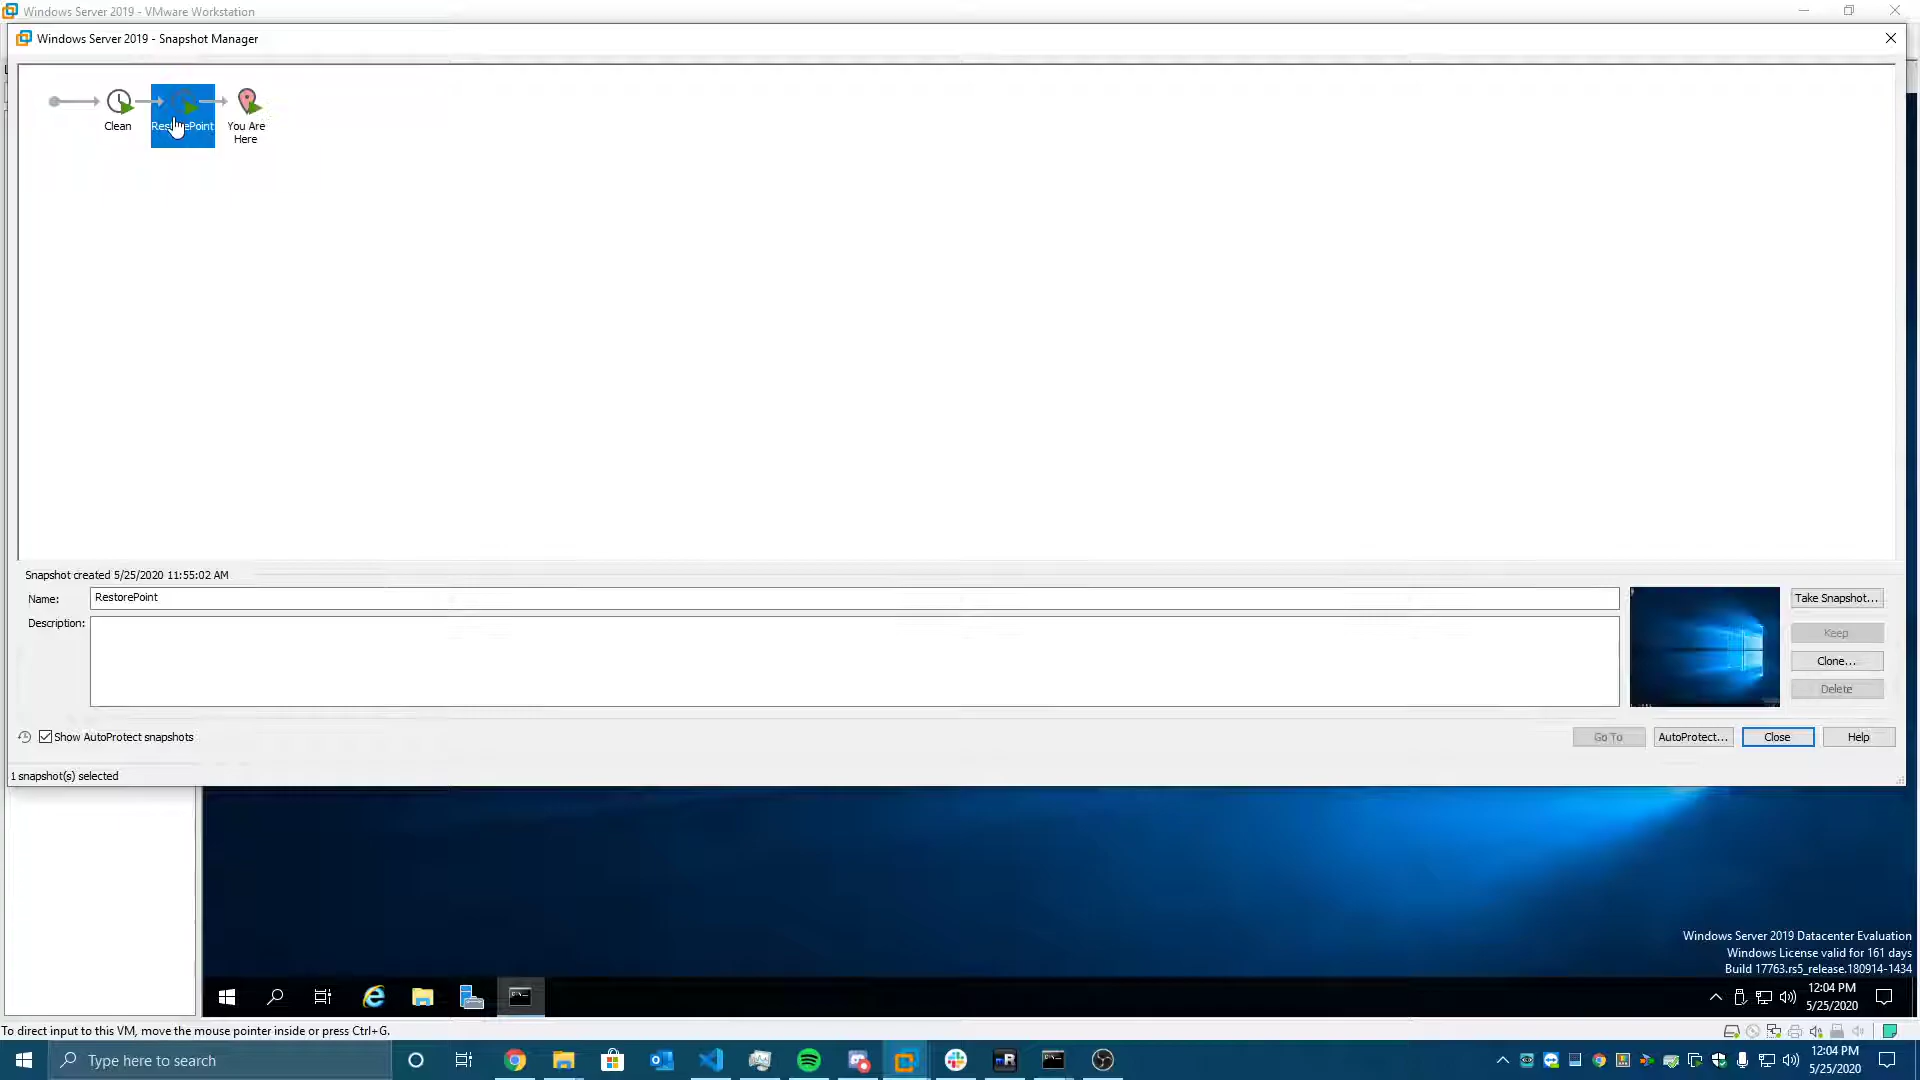 Windows Server 2019 - VMware Workstation
Windows Server 2019 - Snapshot Manager
Clean
RestorePoint
You Are
Here
Snapshot created 5/25/2020 11:55:02 AM
Name:
RestorePoint
Take Snapshot...
Description:
Keep
Clone...
Delete
Show AutoProtect snapshots
Go To
AutoProtect...
Close
Help
1 snapshot(s) selected
Windows Server 2019 Datacenter Evaluation
Windows License valid for 161 days
Build 17763.rs5_release.180914-1434
12:04 PM
5/25/2020
To direct input to this VM, move the mouse pointer inside or press Ctrl+G.
Type here to search
12:04 PM
5/25/2020